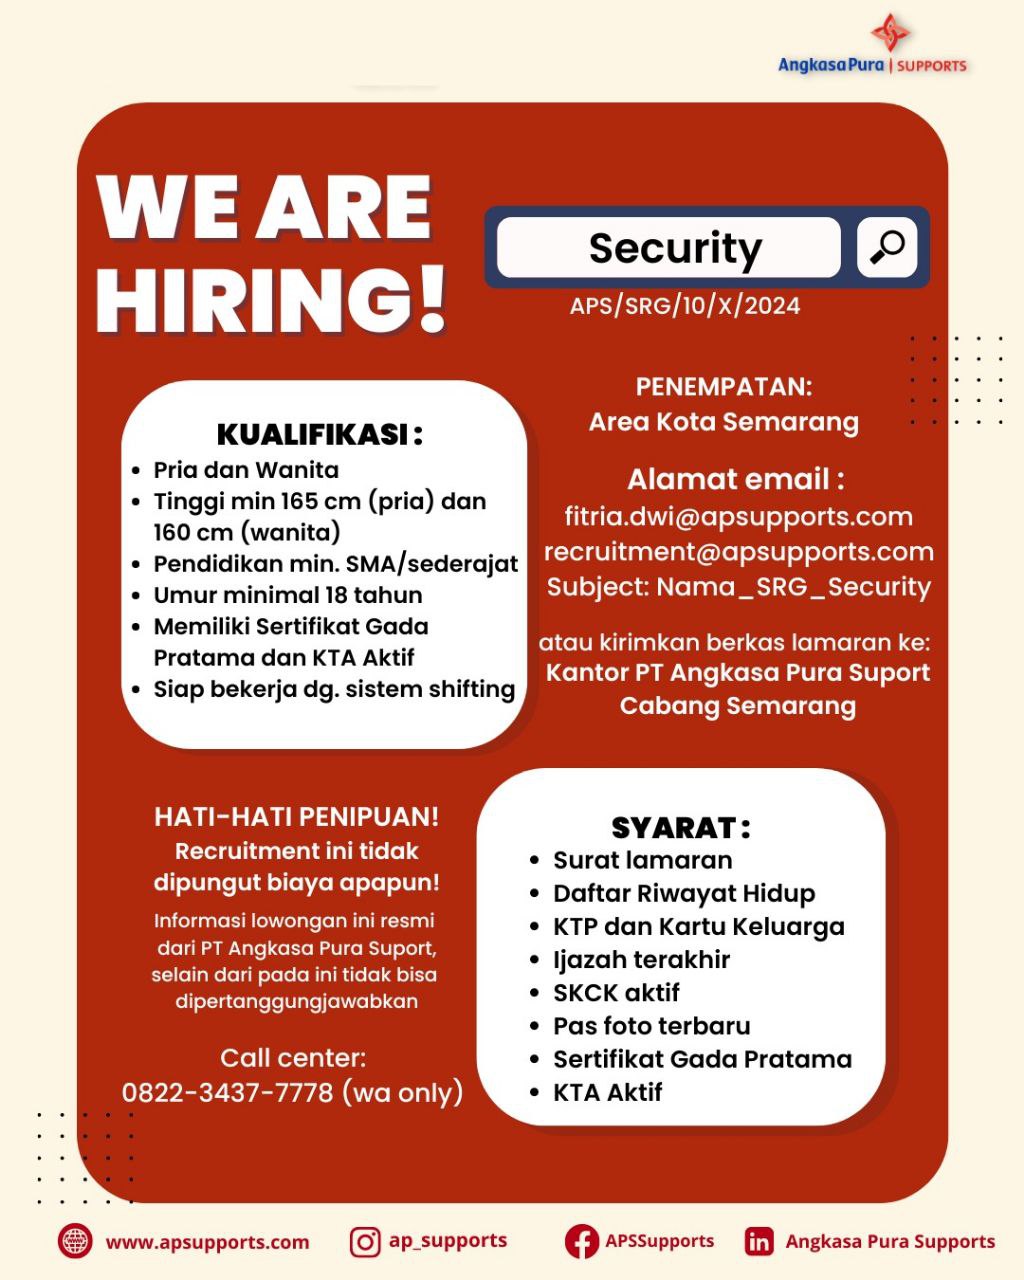 AngkasaPura | SUPPORTS
WE ARE
HIRING!
Security
APS/SRG/10/X/2024
KUALIFIKASI :
• Pria dan Wanita
• Tinggi min 165 cm (pria) dan
160 cm (wanita)
• Pendidikan min. SMA/sederajat
• Umur minimal 18 tahun
• Memiliki Sertifikat Gada
Pratama dan KTA Aktif
• Siap bekerja dg. sistem shifting
PENEMPATAN:
Area Kota Semarang
Alamat email :
fitria.dwi@apsupports.com
recruitment@apsupports.com
Subject: Nama_SRG_Security
atau kirimkan berkas lamaran ke:
Kantor PT Angkasa Pura Suport
Cabang Semarang
HATI-HATI PENIPUAN!
Recruitment ini tidak
dipungut biaya apapun!
Informasi lowongan ini resmi
dari PT Angkasa Pura Suport,
selain dari pada ini tidak bisa
dipertanggungjawabkan
Call center:
0822-3437-7778 (wa only)
SYARAT :
• Surat lamaran
• Daftar Riwayat Hidup
• KTP dan Kartu Keluarga
• Ijazah terakhir
• SKCK aktif
• Pas foto terbaru
• Sertifikat Gada Pratama
• KTA Aktif
www.apsupports.com
ap_supports
APSSupports
Angkasa Pura Supports